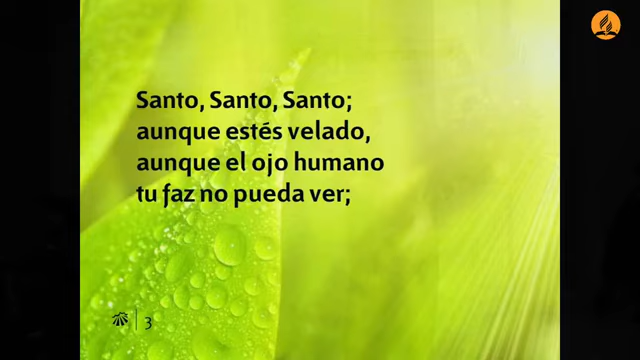 Santo, Santo, Santo;
aunque estés velado,
aunque el ojo humano
tu faz no pueda ver;
3